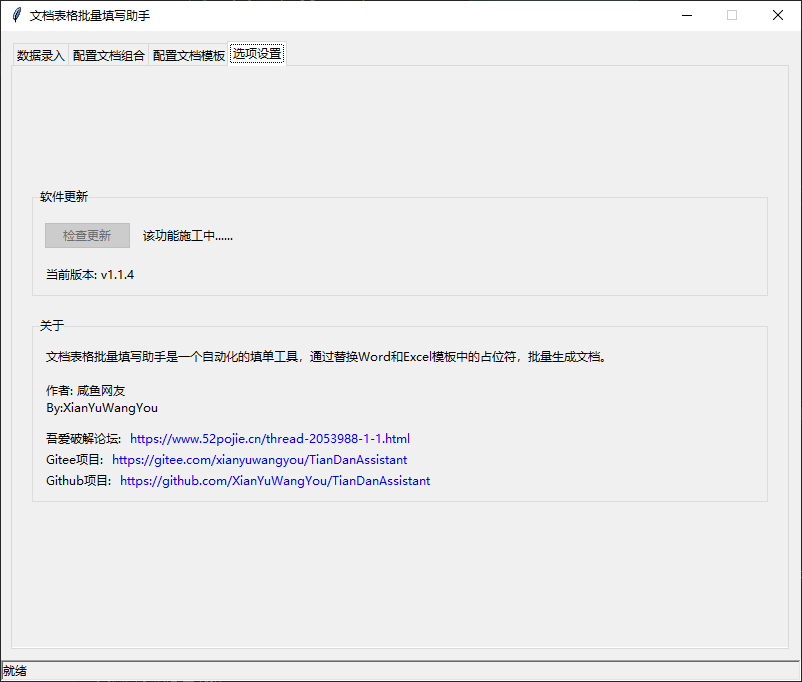 文档表格批量填写助手
数据录入 配置文档组合 配置文档模板 选项设置
软件更新
检查更新 该功能施工中......
当前版本: v1.1.4
关于
文档表格批量填写助手是一个自动化的填单工具，通过替换Word和Excel模板中的占位符，批量生成文档。
作者: 咸鱼网友
By:XianYuWangYou
吾爱破解论坛: https://www.52pojie.cn/thread-2053988-1-1.html
Gitee项目: https://gitee.com/xianyuwangyou/TianDanAssistant
Github项目: https://github.com/XianYuWangYou/TianDanAssistant
就绪